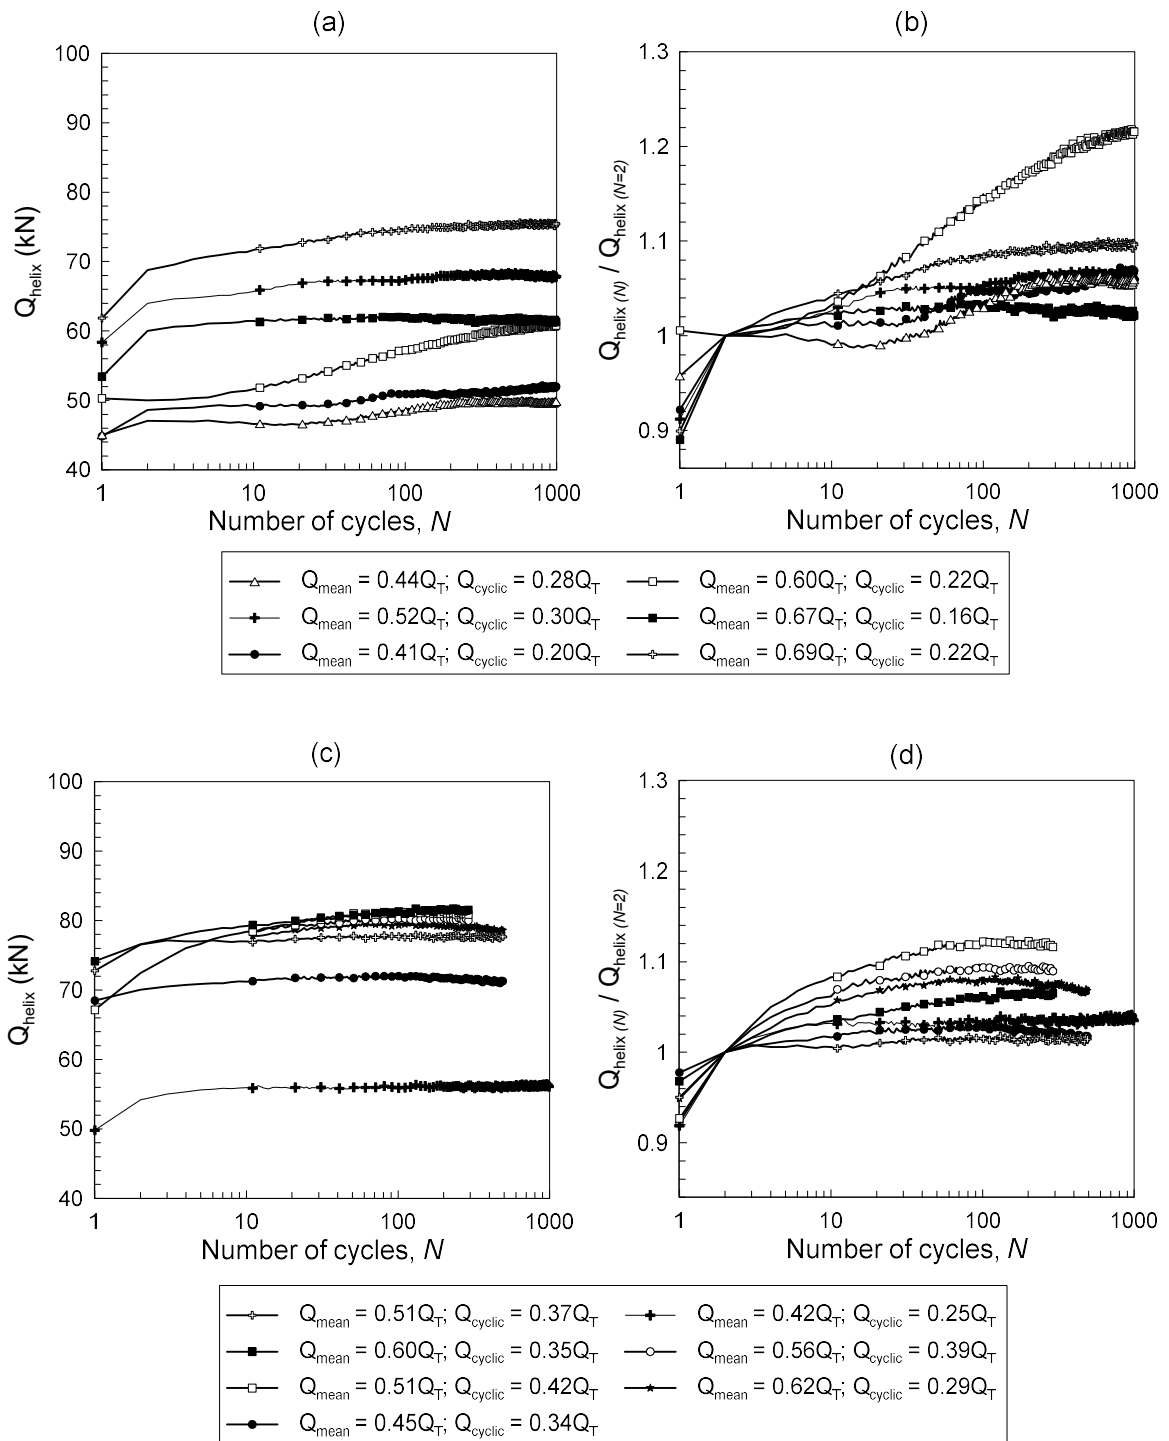 (a)
(b)
100
90
80
70
60
50
40
Q_helix (kN)
1
10
100
1000
Number of cycles, N
1.3
1.2
1.1
1
0.9
Q_helix (N) / Q_helix (N=2)
1
10
100
1000
Number of cycles, N
Q_mean = 0.44Q_T; Q_cyclic = 0.28Q_T
Q_mean = 0.60Q_T; Q_cyclic = 0.22Q_T
Q_mean = 0.52Q_T; Q_cyclic = 0.30Q_T
Q_mean = 0.67Q_T; Q_cyclic = 0.16Q_T
Q_mean = 0.41Q_T; Q_cyclic = 0.20Q_T
Q_mean = 0.69Q_T; Q_cyclic = 0.22Q_T
(c)
(d)
100
90
80
70
60
50
40
Q_helix (kN)
1
10
100
1000
Number of cycles, N
1.3
1.2
1.1
1
0.9
Q_helix (N) / Q_helix (N=2)
1
10
100
1000
Number of cycles, N
Q_mean = 0.51Q_T; Q_cyclic = 0.37Q_T
Q_mean = 0.42Q_T; Q_cyclic = 0.25Q_T
Q_mean = 0.60Q_T; Q_cyclic = 0.35Q_T
Q_mean = 0.56Q_T; Q_cyclic = 0.39Q_T
Q_mean = 0.51Q_T; Q_cyclic = 0.42Q_T
Q_mean = 0.62Q_T; Q_cyclic = 0.29Q_T
Q_mean = 0.45Q_T; Q_cyclic = 0.34Q_T